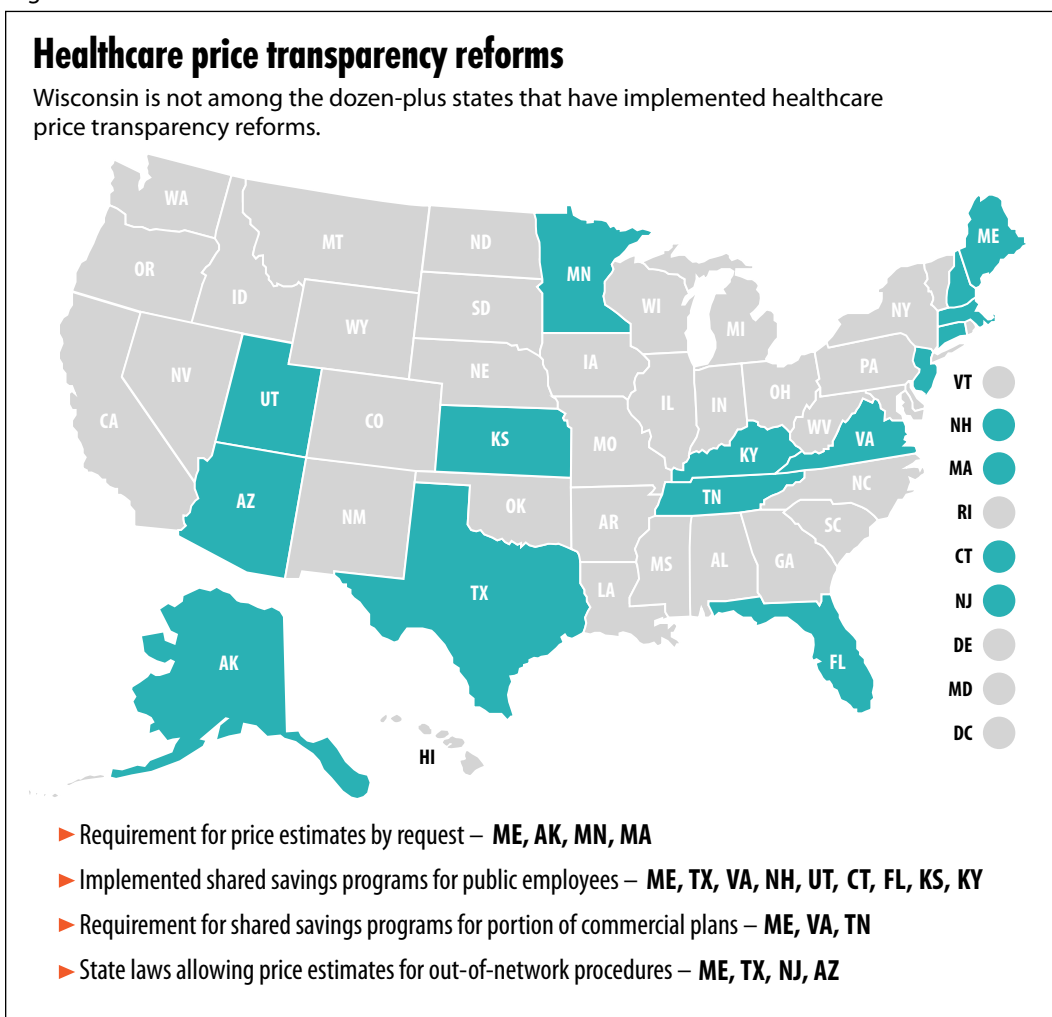 Healthcare price transparency reforms
Wisconsin is not among the dozen-plus states that have implemented healthcare
price transparency reforms.
WA
OR
ID
MT
ND
MN
SD
WY
NV
CA
UT
CO
NE
KS
AZ
NM
OK
TX
IA
MO
AR
LA
WI
IL
MI
IN
OH
KY
TN
MS
AL
GA
FL
SC
NC
VA
WV
PA
NY
ME
AK
HI
VT
NH
MA
RI
CT
NJ
DE
MD
DC
► Requirement for price estimates by request – ME, AK, MN, MA
► Implemented shared savings programs for public employees – ME, TX, VA, NH, UT, CT, FL, KS, KY
► Requirement for shared savings programs for portion of commercial plans – ME, VA, TN
► State laws allowing price estimates for out-of-network procedures – ME, TX, NJ, AZ